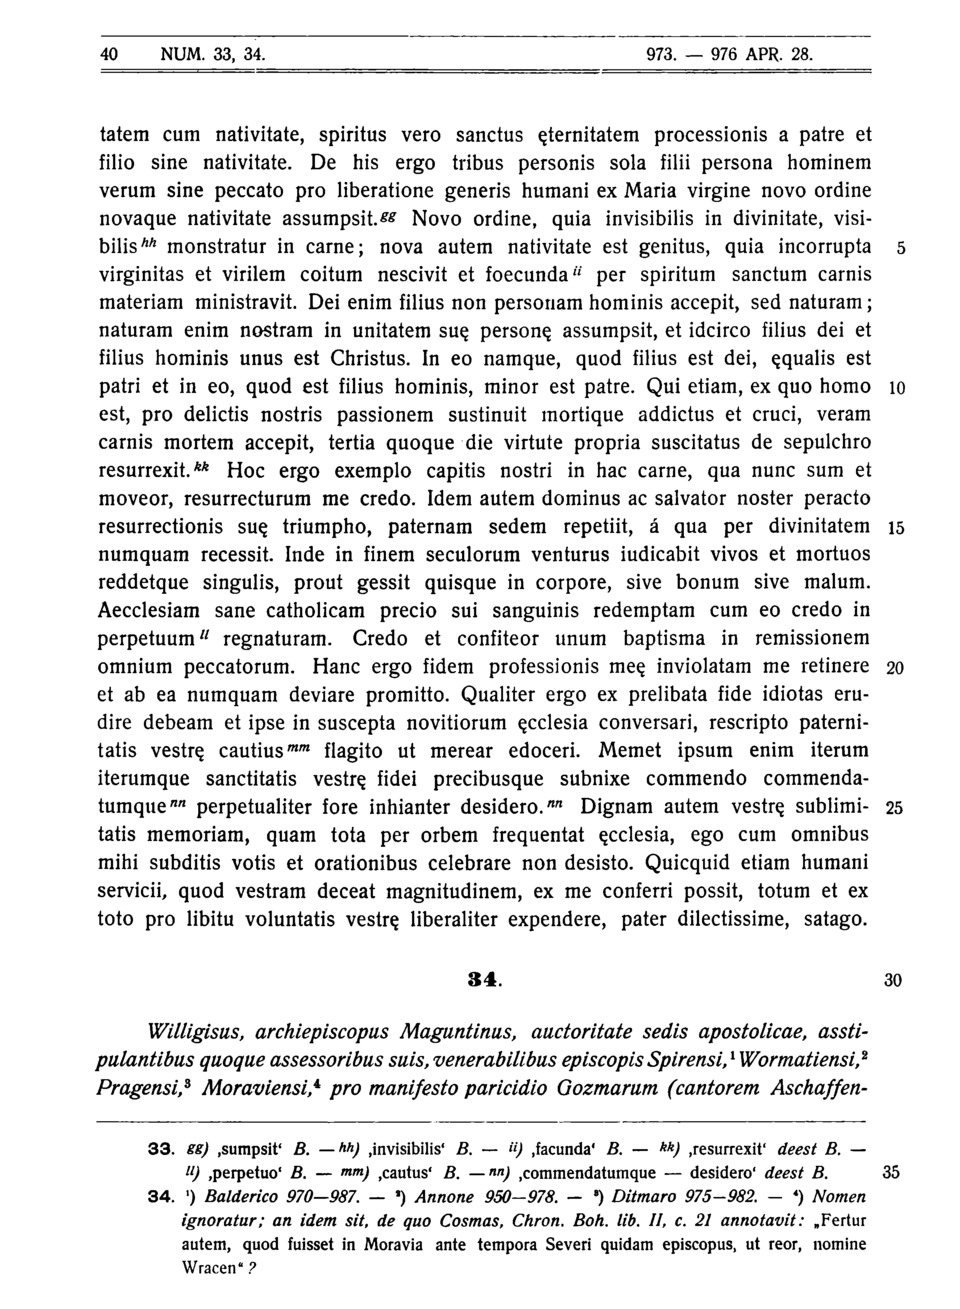 40 NUM. 33, 34. 973. — 976 APR. 28.
tatem cum nativitate, spiritus vero sanctus ęternitatem processionis a patre et
filio sine nativitate. De his ergo tribus personis sola filii persona hominem
verum sine peccato pro liberatione generis humani ex Maria virgine novo ordine
novaque nativitate assumpsit.gg Novo ordine, quia invisibilis in divinitate, visi-
bilis hh monstratur in carne; nova autem nativitate est genitus, quia incorrupta 5
virginitas et virilem coitum nescivit et foecunda ii per spiritum sanctum carnis
materiam ministravit. Dei enim filius non personam hominis accepit, sed naturam;
naturam enim nostram in unitatem suę personę assumpsit, et idcirco filius dei et
filius hominis unus est Christus. In eo namque, quod filius est dei, ęqualis est
patri et in eo, quod est filius hominis, minor est patre. Qui etiam, ex quo homo 10
est, pro delictis nostris passionem sustinuit mortique addictus et cruci, veram
carnis mortem accepit, tertia quoque die virtute propria suscitatus de sepulchro
resurrexit.kk Hoc ergo exemplo capitis nostri in hac carne, qua nunc sum et
moveor, resurrecturum me credo. Idem autem dominus ac salvator noster peracto
resurrectionis suę triumpho, paternam sedem repetiit, á qua per divinitatem 15
numquam recessit. Inde in finem seculorum venturus iudicabit vivos et mortuos
reddetque singulis, prout gessit quisque in corpore, sive bonum sive malum.
Aecclesiam sane catholicam precio sui sanguinis redemptam cum eo credo in
perpetuum ll regnaturam. Credo et confiteor unum baptisma in remissionem
omnium peccatorum. Hanc ergo fidem professionis meę inviolatam me retinere 20
et ab ea numquam deviare promitto. Qualiter ergo ex prelibata fide idiotas eru-
dire debeam et ipse in suscepta novitiorum ęcclesia conversari, rescripto paterni-
tatis vestrę cautius mm flagito ut merear edoceri. Memet ipsum enim iterum
iterumque sanctitatis vestrę fidei precibusque subnixe commendo commenda-
tumque nn perpetualiter fore inhianter desidero.nn Dignam autem vestrę sublimi- 25
tatis memoriam, quam tota per orbem frequentat ęcclesia, ego cum omnibus
mihi subditis votis et orationibus celebrare non desisto. Quicquid etiam humani
servicii, quod vestram deceat magnitudinem, ex me conferri possit, totum et ex
toto pro libitu voluntatis vestrę liberaliter expendere, pater dilectissime, satago.
34. 30
Willigisus, archiepiscopus Maguntinus, auctoritate sedis apostolicae, assti-
pulantibus quoque assessoribus suis, venerabilibus episcopis Spirensi,¹ Wormatiensi,²
Pragensi,³ Moraviensi,⁴ pro manifesto paricidio Gozmarum (cantorem Aschaffen-
33. gg) ‚sumpsit‘ B. — hh) ‚invisibilis‘ B. — ii) ‚facunda‘ B. — kk) ‚resurrexit‘ deest B. —
ll) ‚perpetuo‘ B. — mm) ‚cautus‘ B. — nn) ‚commendatumque — desidero‘ deest B. 35
34. ¹) Balderico 970—987. — ²) Annone 950—978. — ³) Ditmaro 975—982. — ⁴) Nomen
ignoratur; an idem sit, de quo Cosmas, Chron. Boh. lib. II, c. 21 annotavit: „Fertur
autem, quod fuisset in Moravia ante tempora Severi quidam episcopus, ut reor, nomine
Wracen“ ?